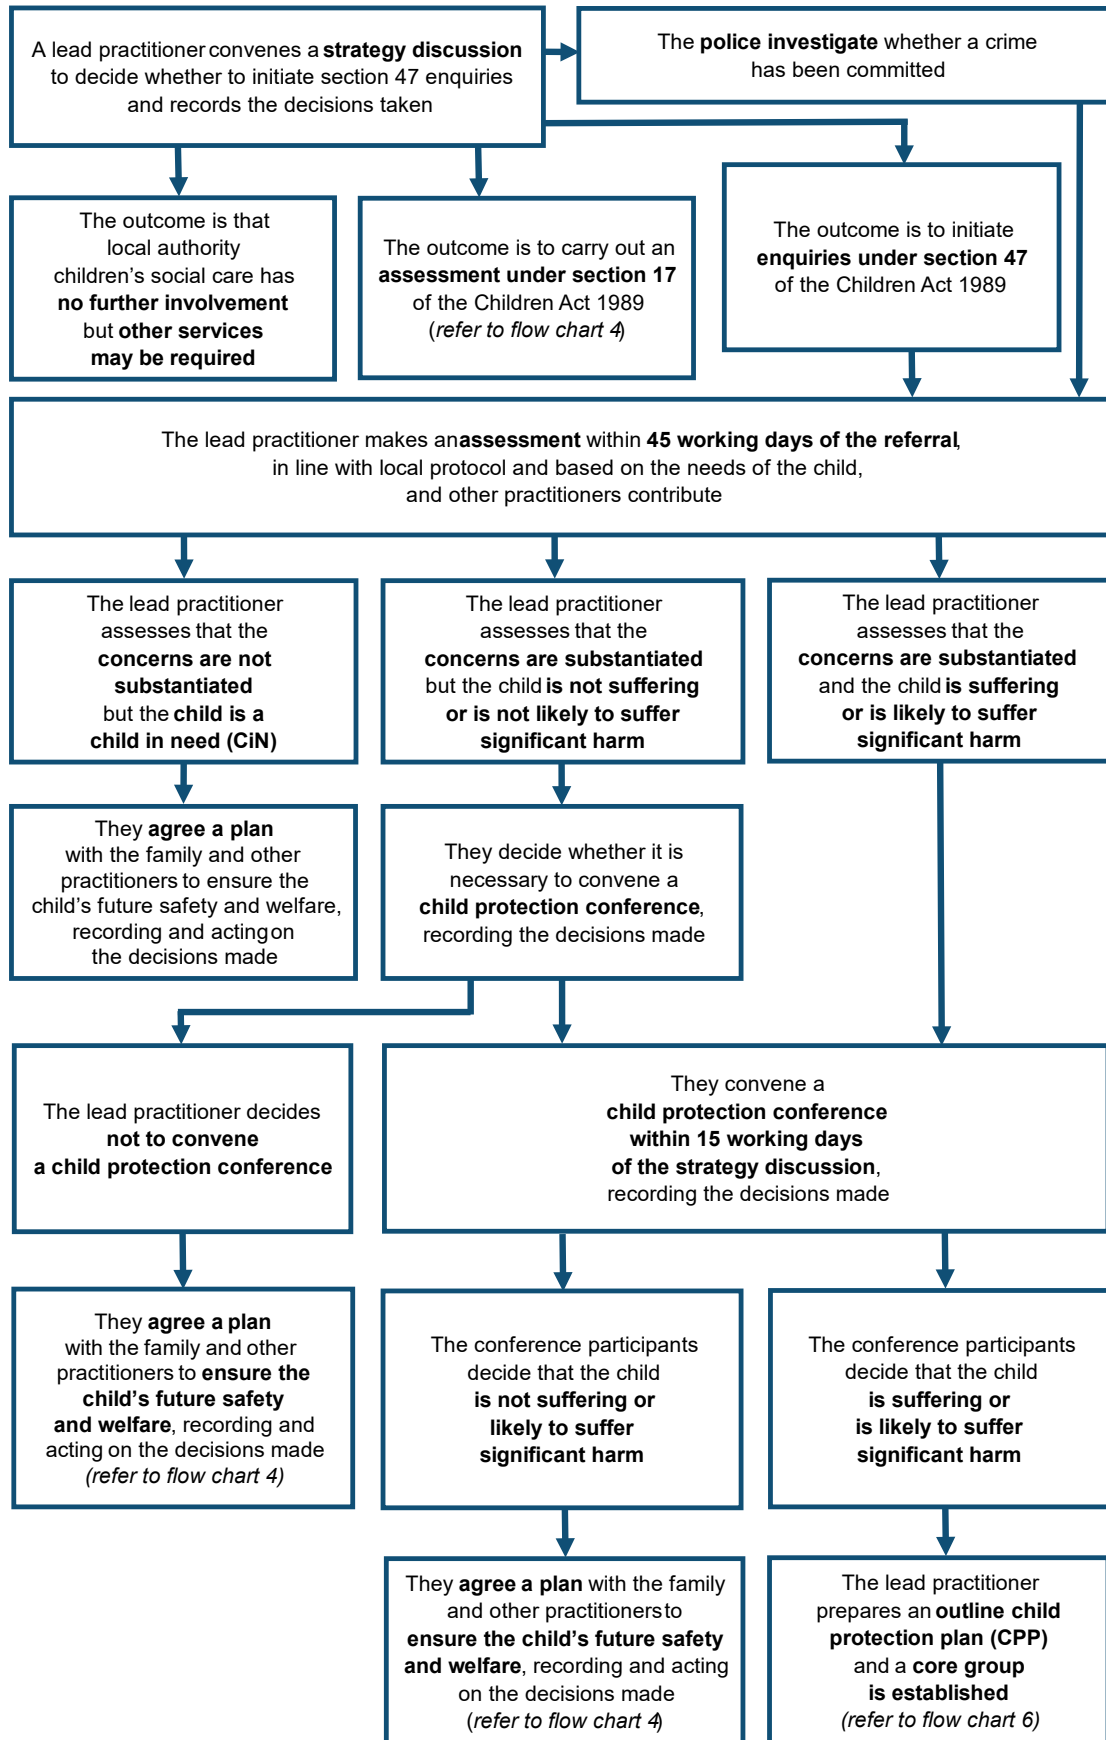 A lead practitioner convenes a strategy discussion
to decide whether to initiate section 47 enquiries
and records the decisions taken
The police investigate whether a crime
has been committed
The outcome is that
local authority
children’s social care has
no further involvement
but other services
may be required
The outcome is to carry out an
assessment under section 17
of the Children Act 1989
(refer to flow chart 4)
The outcome is to initiate
enquiries under section 47
of the Children Act 1989
The lead practitioner makes an assessment within 45 working days of the referral,
in line with local protocol and based on the needs of the child,
and other practitioners contribute
The lead practitioner
assesses that the
concerns are not
substantiated
but the child is a
child in need (CiN)
The lead practitioner
assesses that the
concerns are substantiated
but the child is not suffering
or is not likely to suffer
significant harm
The lead practitioner
assesses that the
concerns are substantiated
and the child is suffering
or is likely to suffer
significant harm
They agree a plan
with the family and other
practitioners to ensure the
child’s future safety and welfare,
recording and acting on
the decisions made
They decide whether it is
necessary to convene a
child protection conference,
recording the decisions made
The lead practitioner decides
not to convene
a child protection conference
They convene a
child protection conference
within 15 working days
of the strategy discussion,
recording the decisions made
They agree a plan
with the family and other
practitioners to ensure the
child’s future safety
and welfare, recording and
acting on the decisions made
(refer to flow chart 4)
The conference participants
decide that the child
is not suffering or
likely to suffer
significant harm
The conference participants
decide that the child
is suffering or
is likely to suffer
significant harm
They agree a plan with the family
and other practitioners to
ensure the child’s future safety
and welfare, recording and acting
on the decisions made
(refer to flow chart 4)
The lead practitioner
prepares an outline child
protection plan (CPP)
and a core group
is established
(refer to flow chart 6)